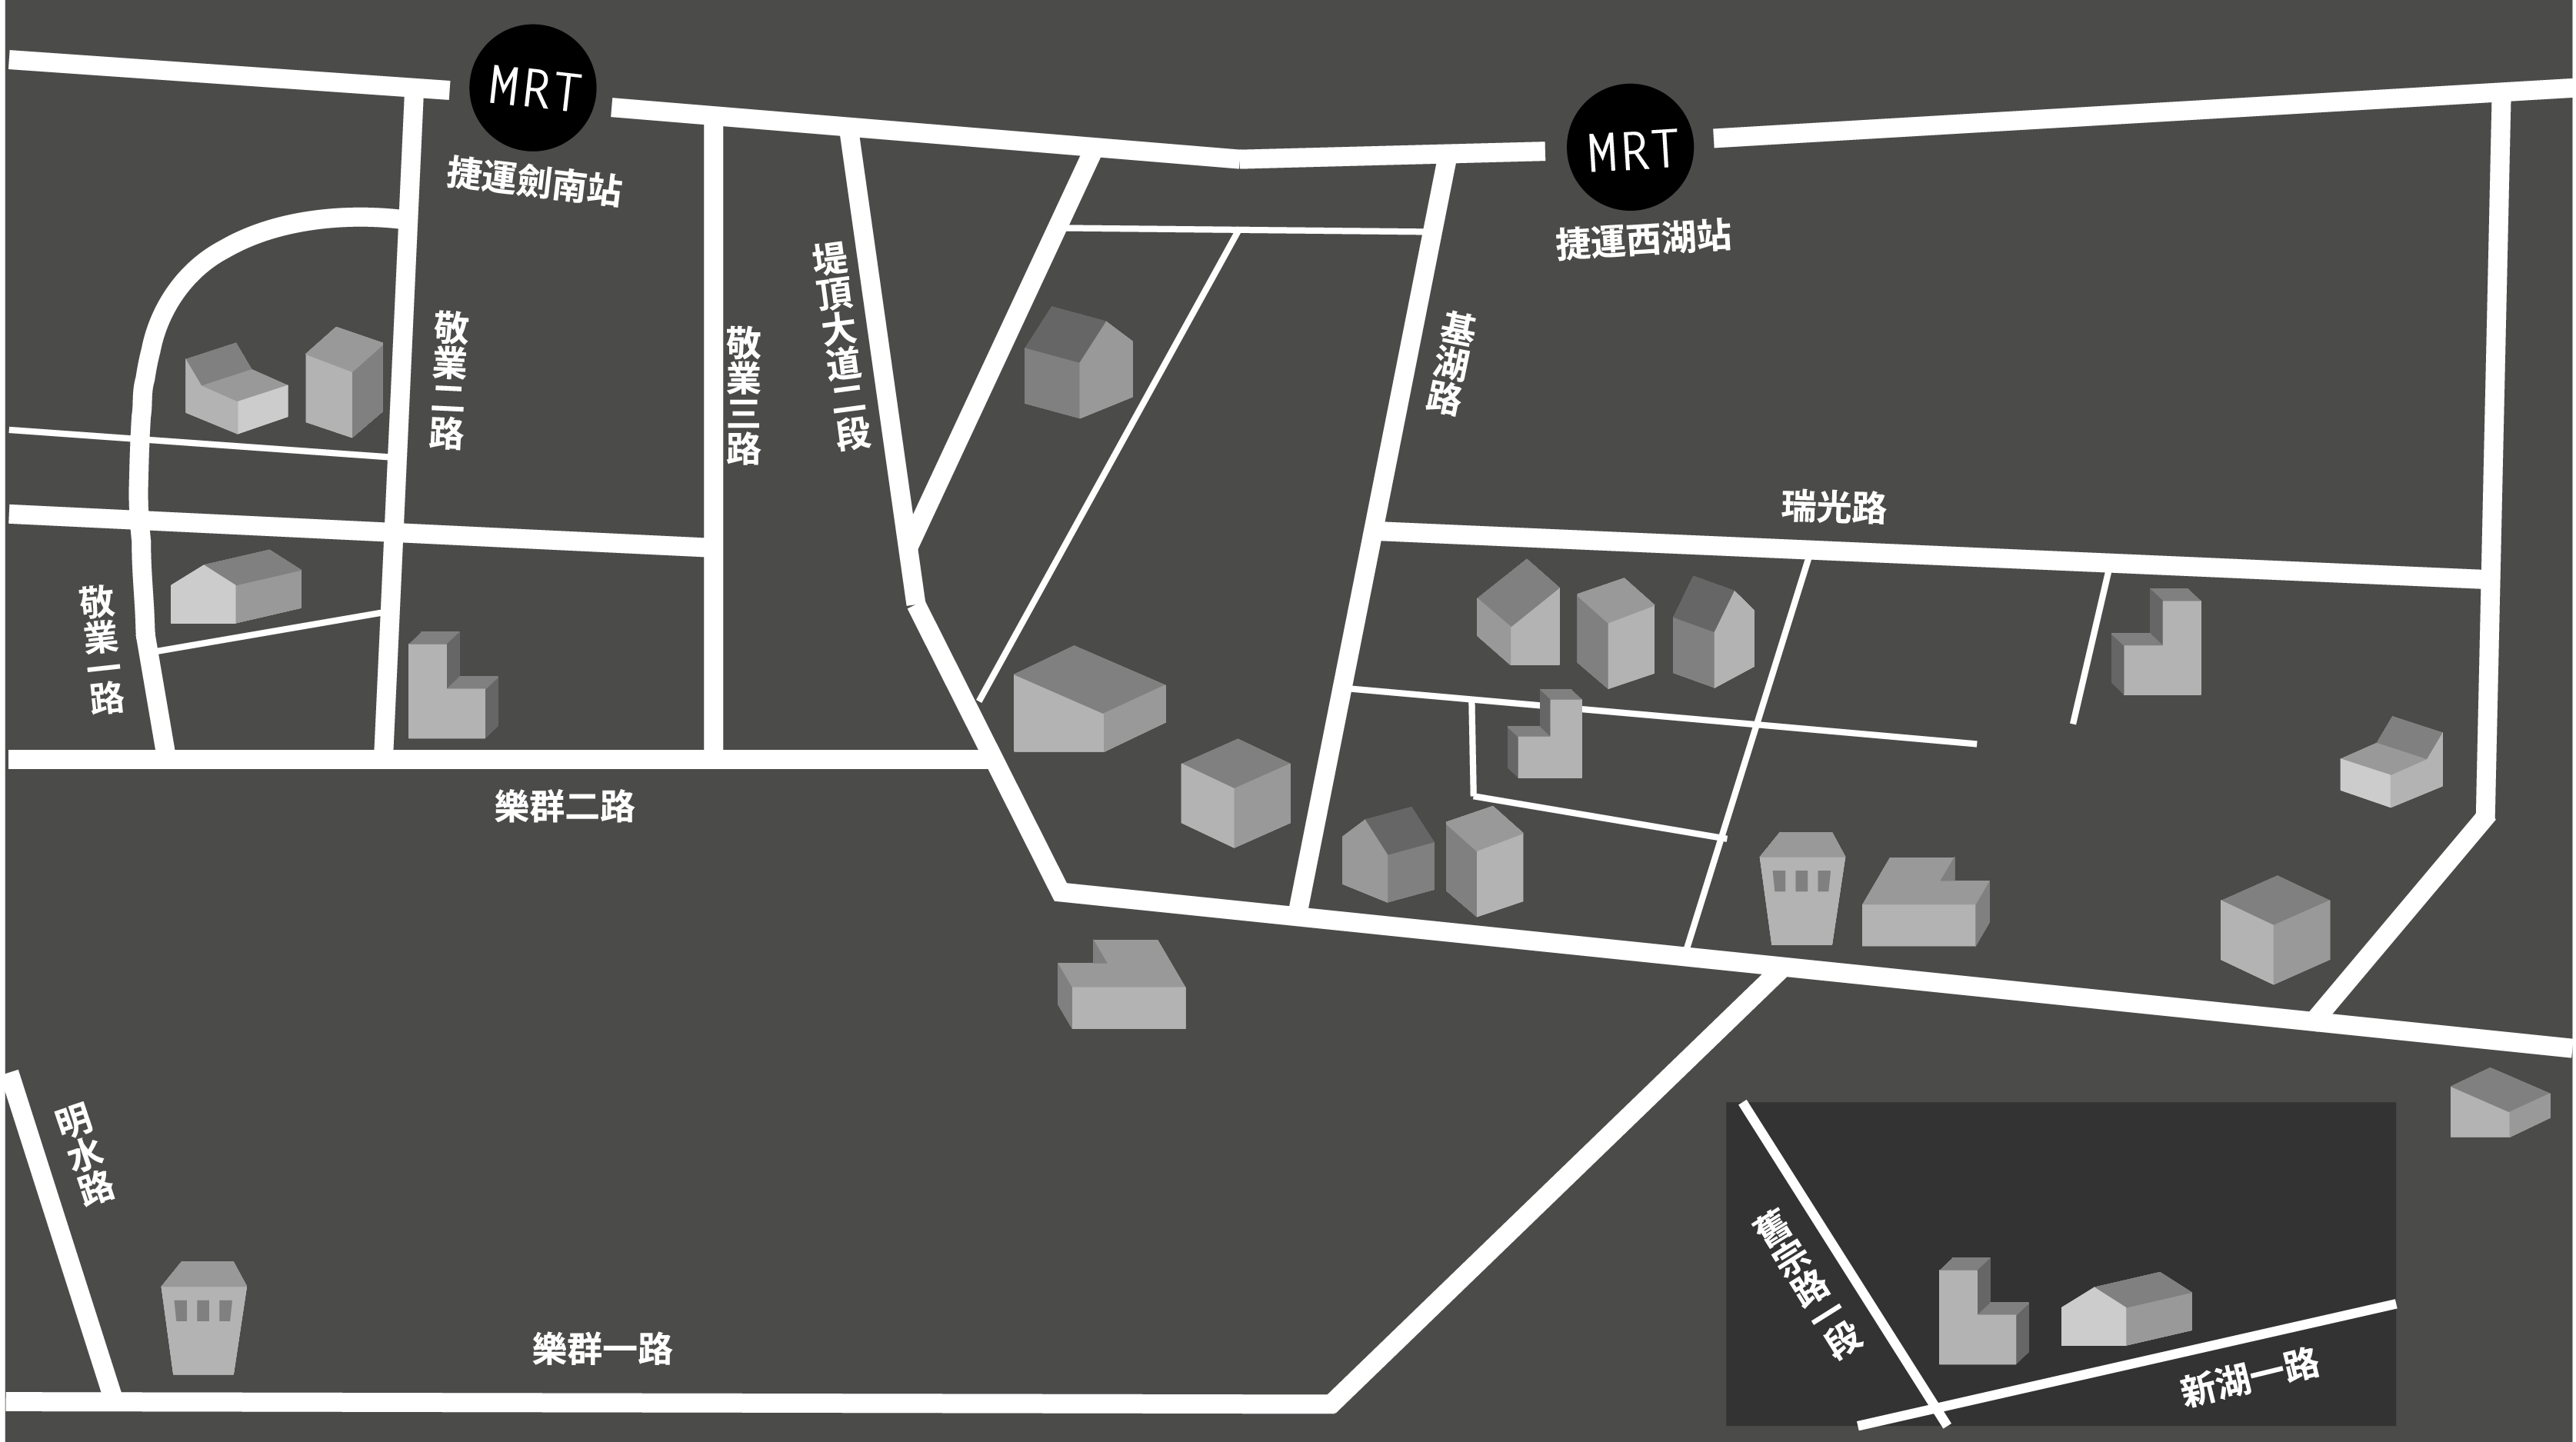 MRT
捷運劍南站
MRT
捷運西湖站
堤頂大道二段
敬業二路
敬業三路
基湖路
瑞光路
敬業一路
樂群二路
明水路
樂群一路
舊宗路一段
新湖一路